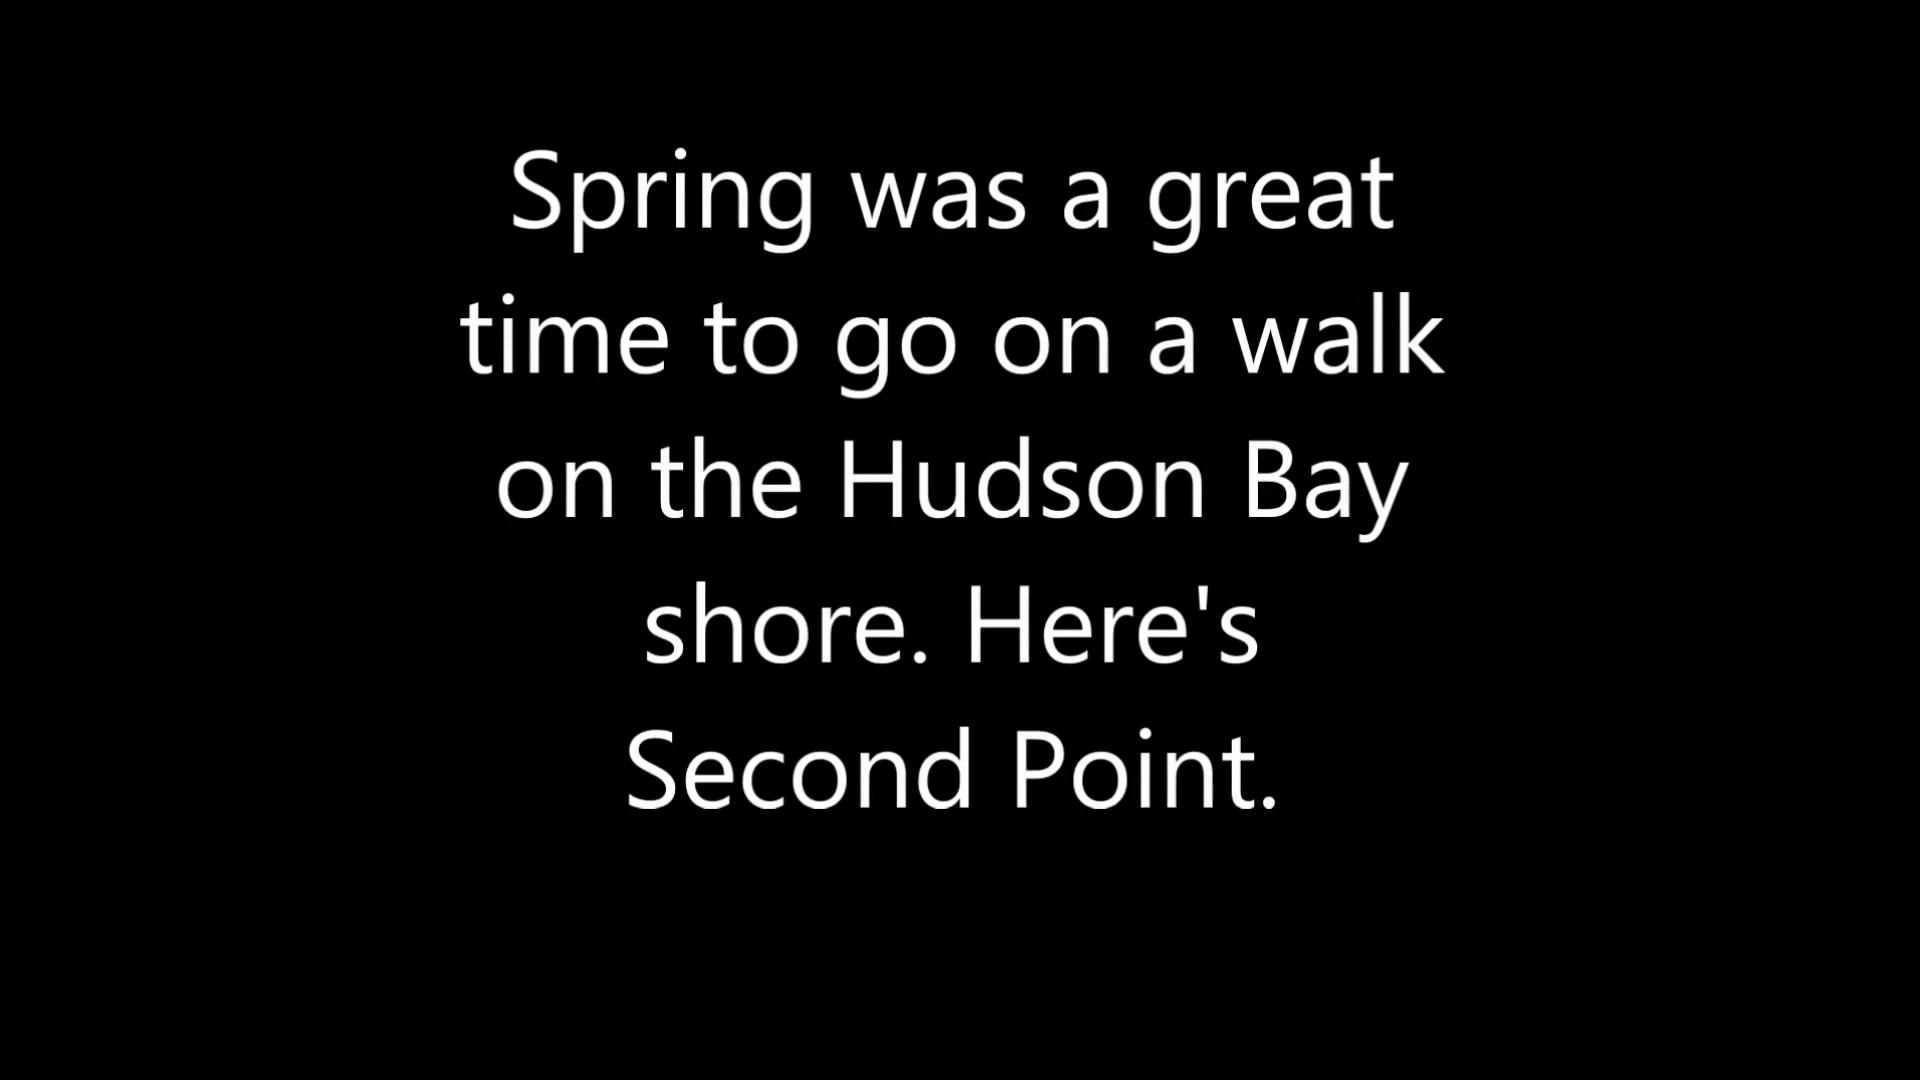 Spring was a great
time to go on a walk
on the Hudson Bay
shore. Here's
Second Point.